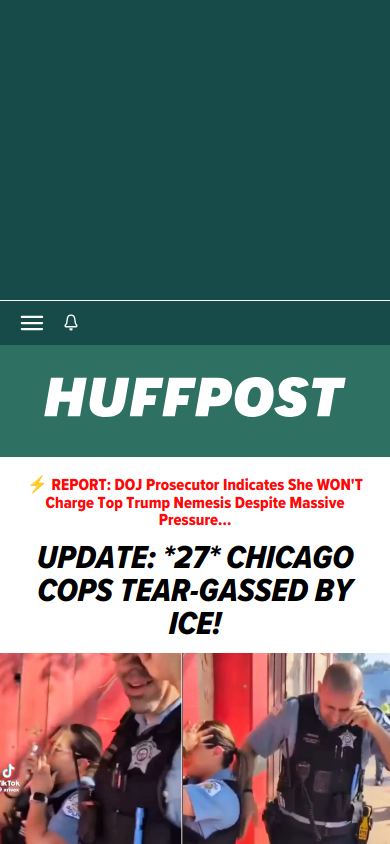 HUFFPOST
⚡ REPORT: DOJ Prosecutor Indicates She WON'T
Charge Top Trump Nemesis Despite Massive
Pressure...
UPDATE: *27* CHICAGO
COPS TEAR-GASSED BY
ICE!
TikTok